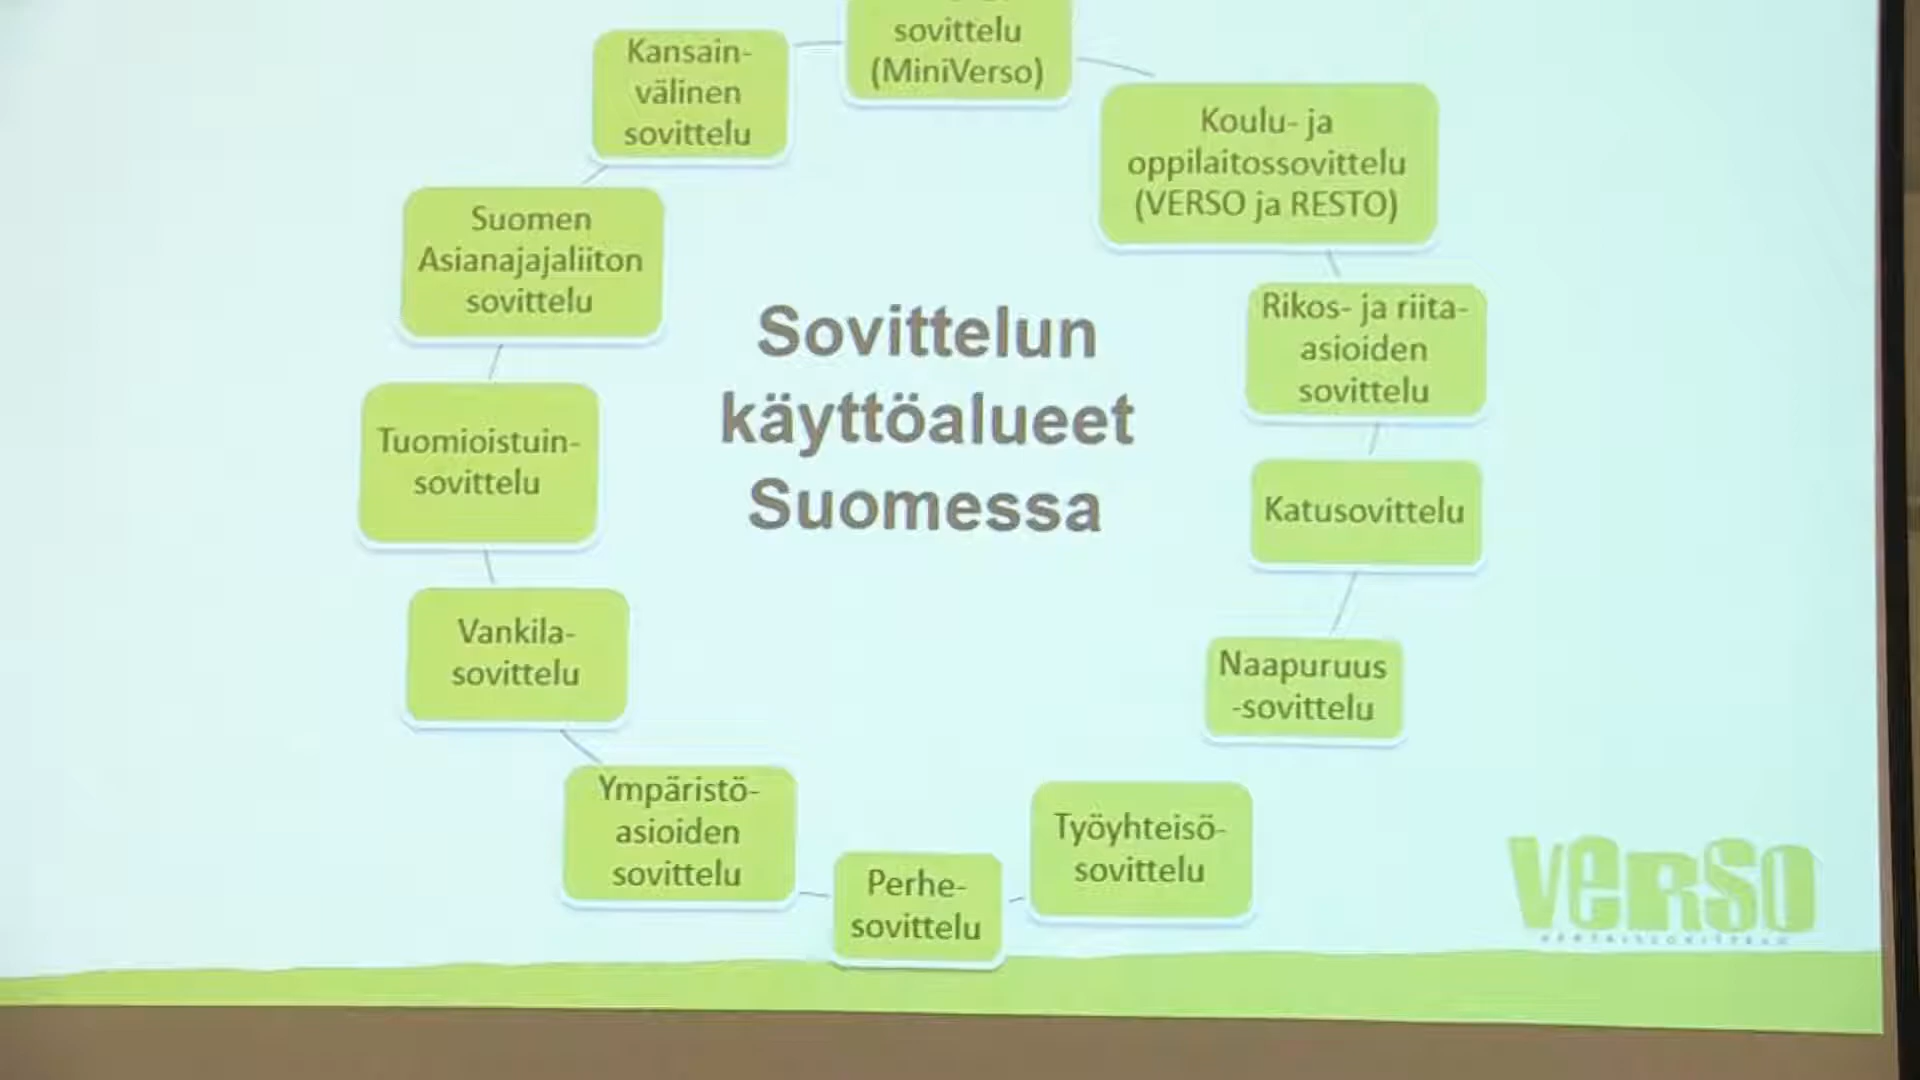 sovittelu
(MiniVerso)
Koulu- ja
oppilaitossovittelu
(VERSO ja RESTO)
Rikos- ja riita-
asioiden
sovittelu
Katusovittelu
Naapuruus
-sovittelu
Työyhteisö-
sovittelu
Perhe-
sovittelu
Ympäristö-
asioiden
sovittelu
Vankila-
sovittelu
Tuomioistuin-
sovittelu
Suomen
Asianajajaliiton
sovittelu
Kansain-
välinen
sovittelu
Sovittelun
käyttöalueet
Suomessa
VERSO